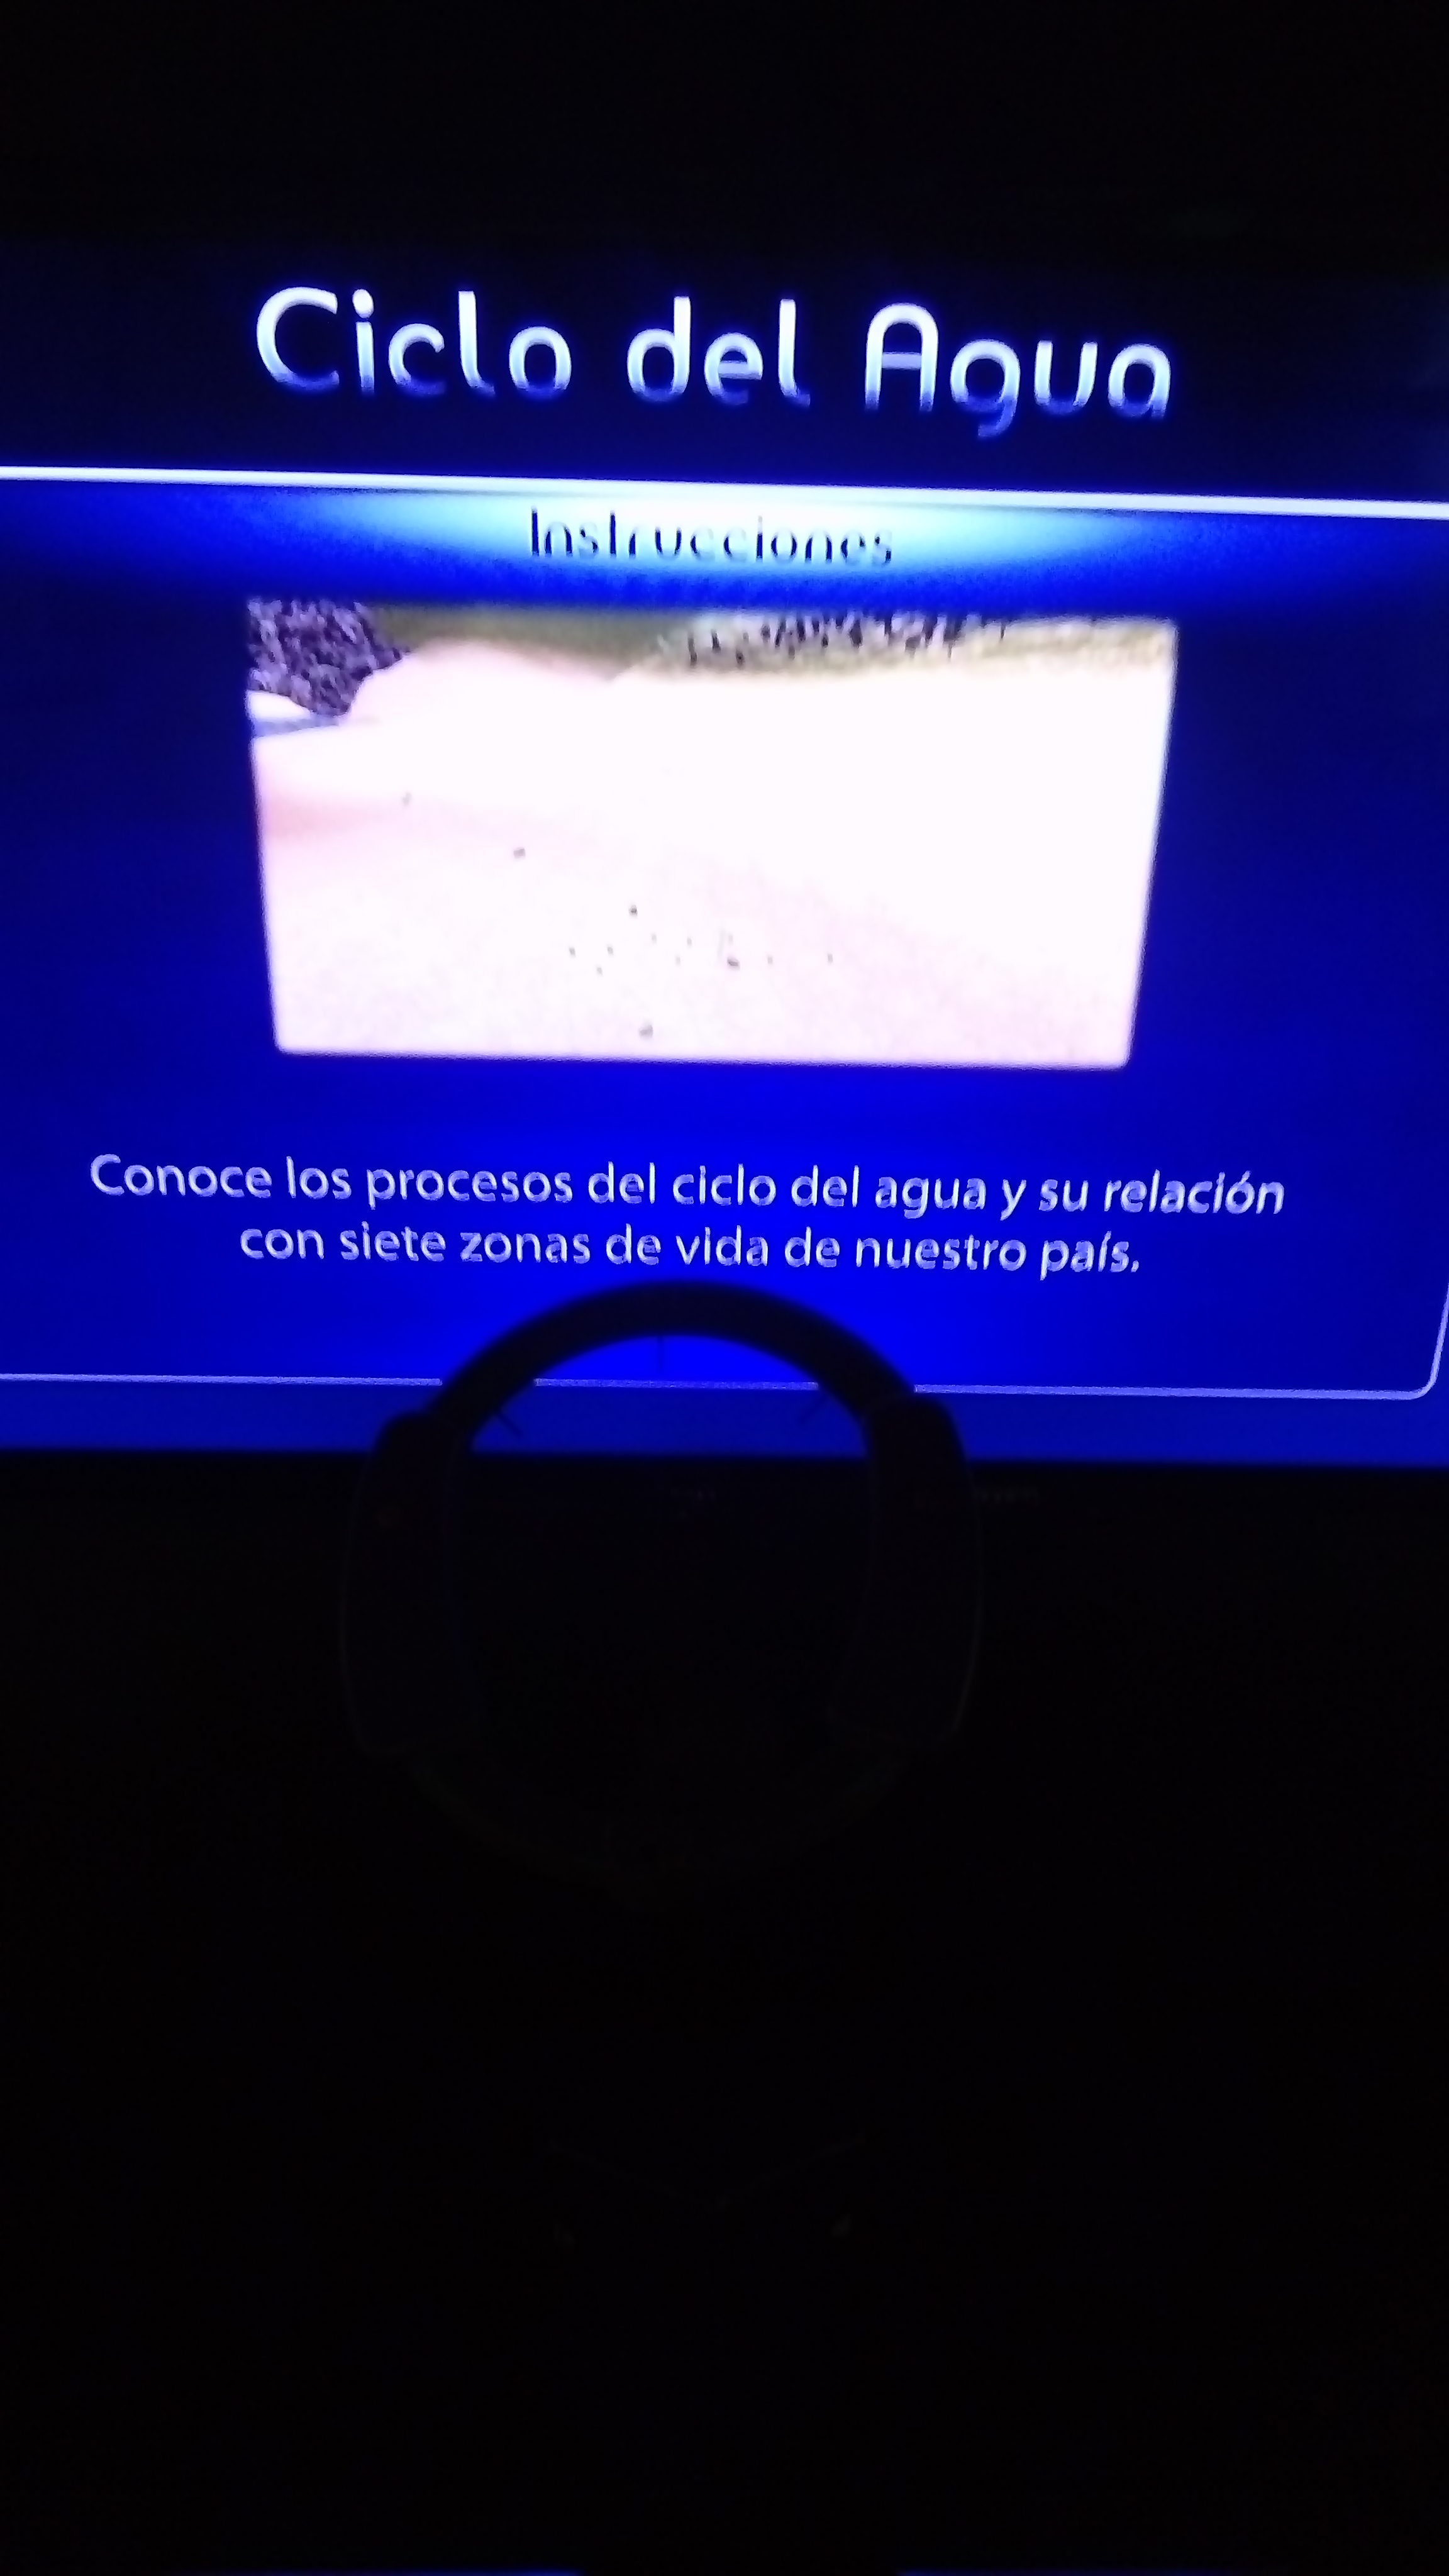 Ciclo del Agua
Instrucciones
Conoce los procesos del ciclo del agua y su relación
con siete zonas de vida de nuestro país.